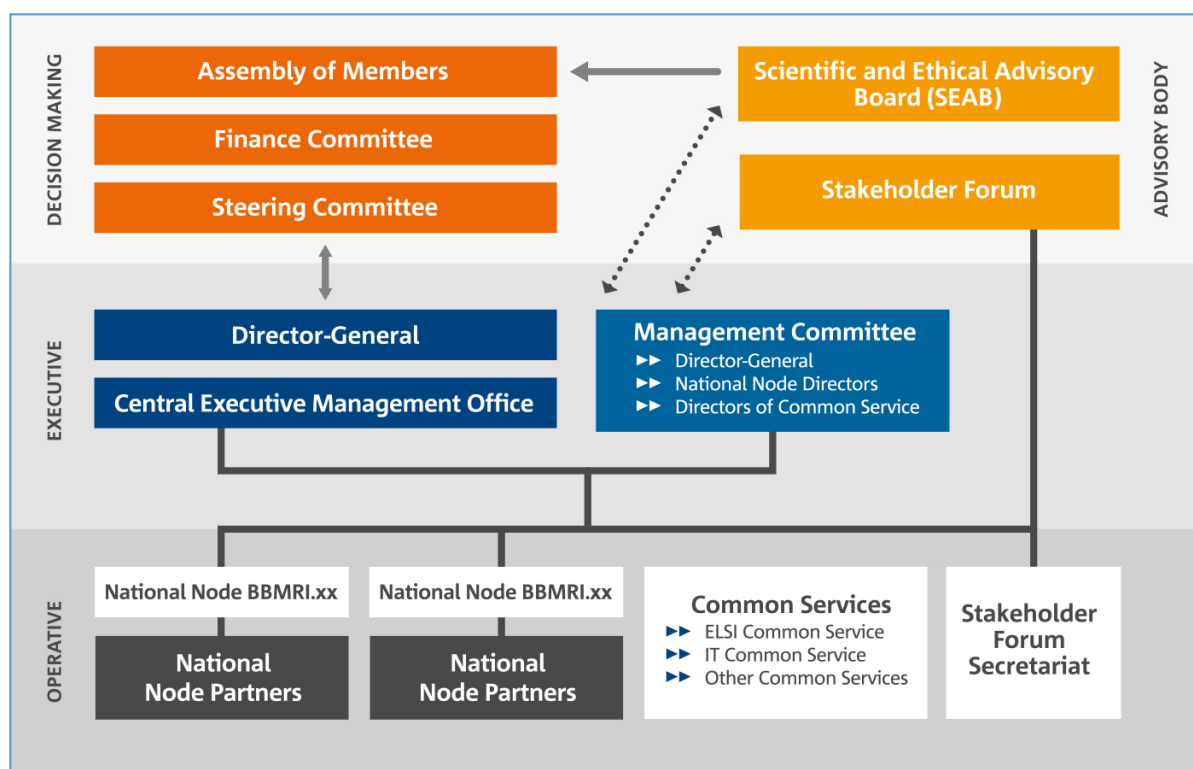 DECISION MAKING
Assembly of Members
Finance Committee
Steering Committee
Scientific and Ethical Advisory
Board (SEAB)
Stakeholder Forum
ADVISORY BODY
EXECUTIVE
Director-General
Central Executive Management Office
Management Committee
Director-General
National Node Directors
Directors of Common Service
OPERATIVE
National Node BBMRI.xx
National
Node Partners
National Node BBMRI.xx
National
Node Partners
Common Services
ELSI Common Service
IT Common Service
Other Common Services
Stakeholder
Forum
Secretariat